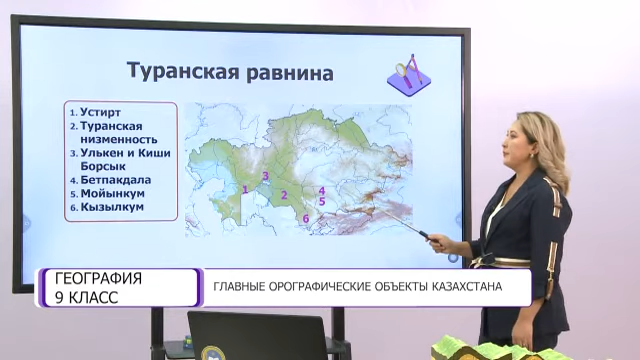 Туранская равнина
1. Устирт
2. Туранская
низменность
3. Улькен и Киши
Борсык
4. Бетпакдала
5. Мойынкум
6. Кызылкум
1
2
3
4
5
6
ГЕОГРАФИЯ
9 КЛАСС
ГЛАВНЫЕ ОРОГРАФИЧЕСКИЕ ОБЪЕКТЫ КАЗАХСТАНА